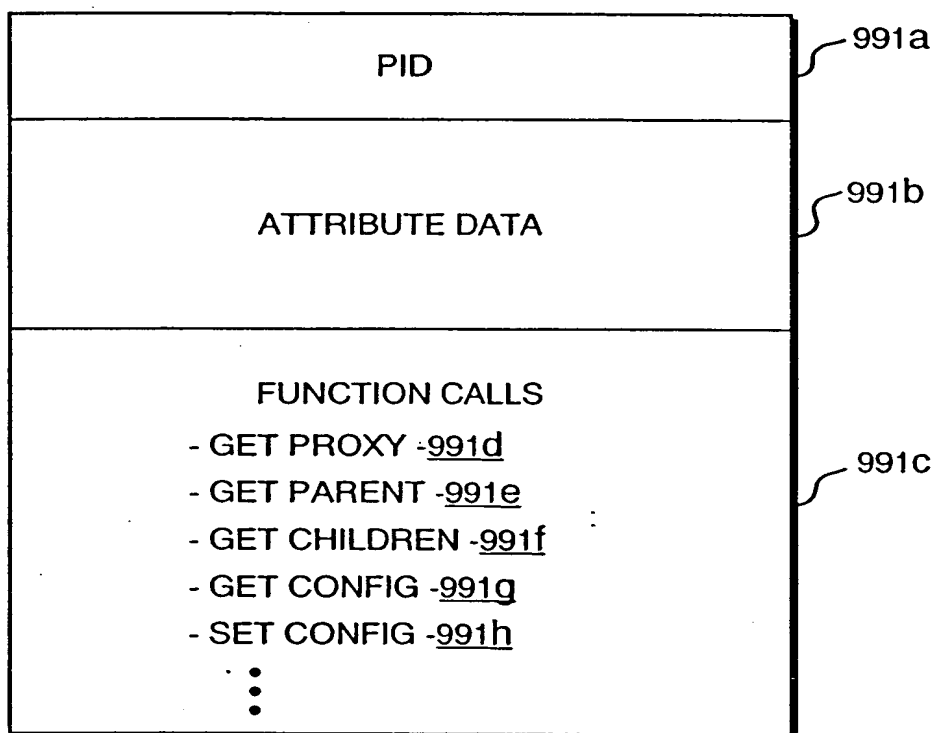 PID
991a
ATTRIBUTE DATA
991b
FUNCTION CALLS
- GET PROXY -991d
- GET PARENT -991e
- GET CHILDREN -991f
- GET CONFIG -991g
- SET CONFIG -991h
991c